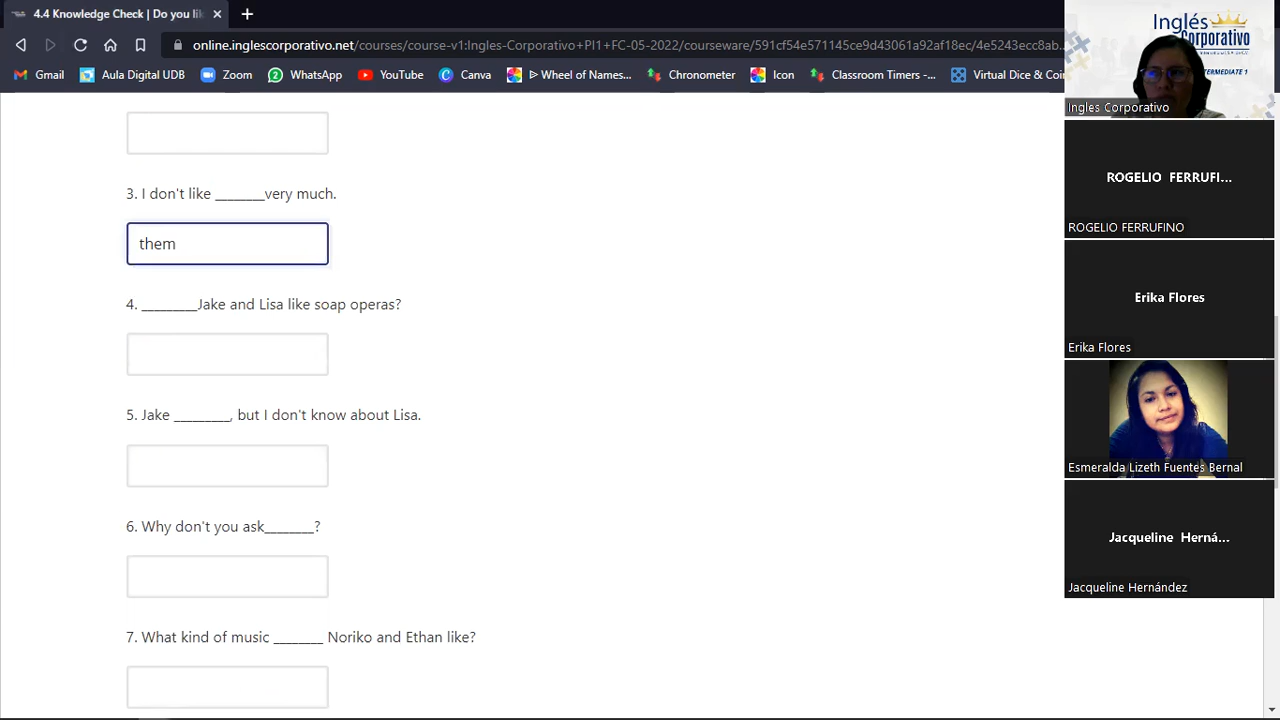 4.4 Knowledge Check | Do you lik
online.inglescorporativo.net/courses/course-v1:Ingles-Corporativo+PI1+FC-05-2022/courseware/591cf54e571145ce9d43061a92af18ec/4e5243ecc8ab...
Gmail Aula Digital UDB Zoom WhatsApp YouTube Canva ᐅ Wheel of Names... Chronometer Icon Classroom Timers -... Virtual Dice & Coin
3. I don't like _______very much.
them
4. ________Jake and Lisa like soap operas?
5. Jake ________, but I don't know about Lisa.
6. Why don't you ask_______?
7. What kind of music _______ Noriko and Ethan like?
Inglés
Corporativo
INTERMEDIATE 1
Ingles Corporativo
ROGELIO FERRUFI...
ROGELIO FERRUFINO
Erika Flores
Erika Flores
Esmeralda Lizeth Fuentes Bernal
Jacqueline Herná...
Jacqueline Hernández